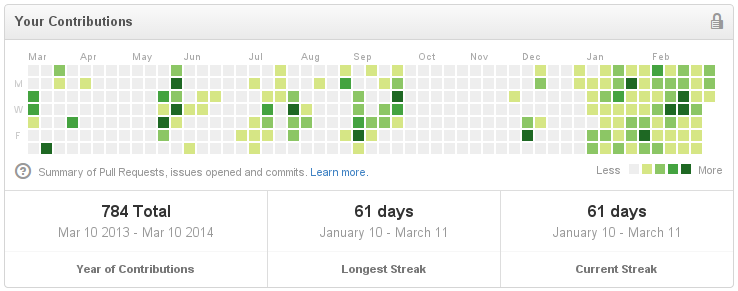 Your Contributions
Mar Apr May Jun Jul Aug Sep Oct Nov Dec Jan Feb
M
W
F
? Summary of Pull Requests, issues opened and commits. Learn more. Less More
784 Total 61 days 61 days
Mar 10 2013 - Mar 10 2014 January 10 - March 11 January 10 - March 11
Year of Contributions Longest Streak Current Streak